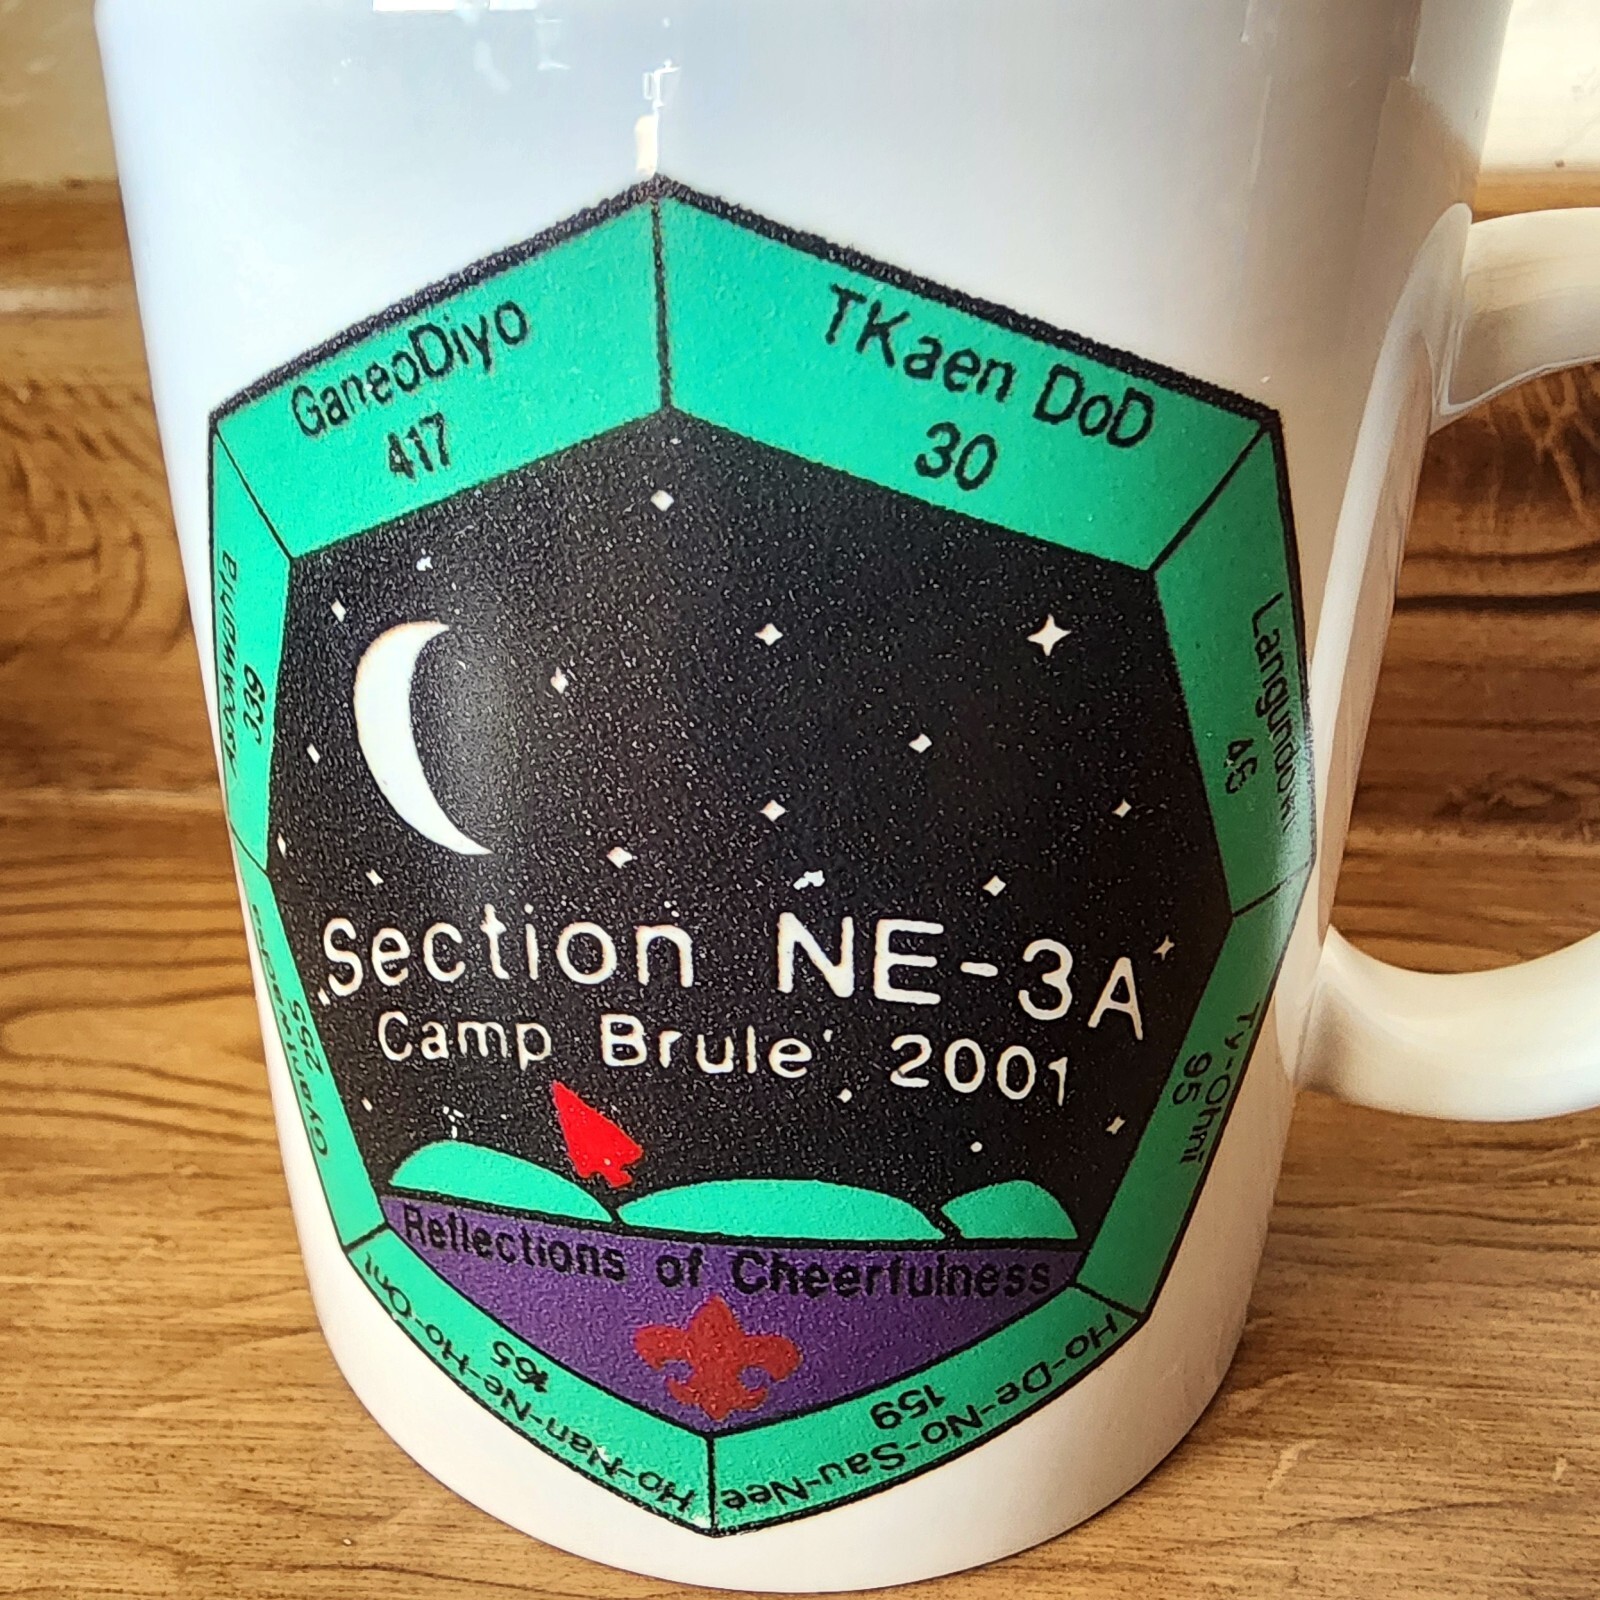 GaneoDiyo
417
TKaen DoD
30
Langundowi
46
Ty-Ohni
95
Ho-De-No-Sau-Nee
159
Ho-Nan-Ne-Ho-Ont
165
295
339
Section NE-3A
Camp Brule' 2001
Reflections of Cheerfulness